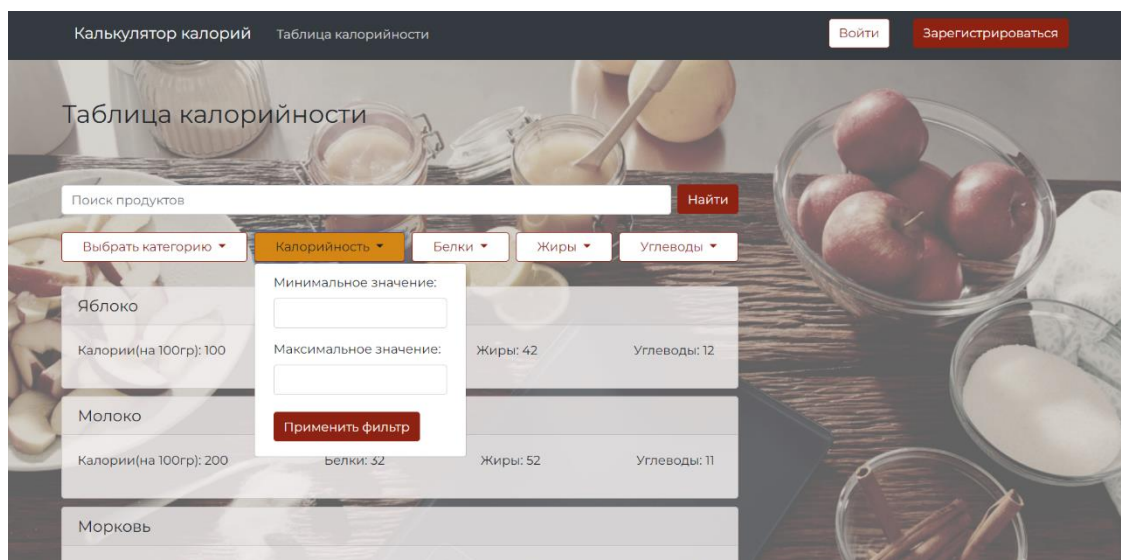 Калькулятор калорий Таблица калорийности Войти Зарегистрироваться
Таблица калорийности
Поиск продуктов Найти
Выбрать категорию Калорийность Белки Жиры Углеводы
Минимальное значение:
Яблоко
Калории(на 100гр): 100 Максимальное значение: Жиры: 42 Углеводы: 12
Молоко
Применить фильтр
Калории(на 100гр): 200 Белки: 32 Жиры: 52 Углеводы: 11
Морковь